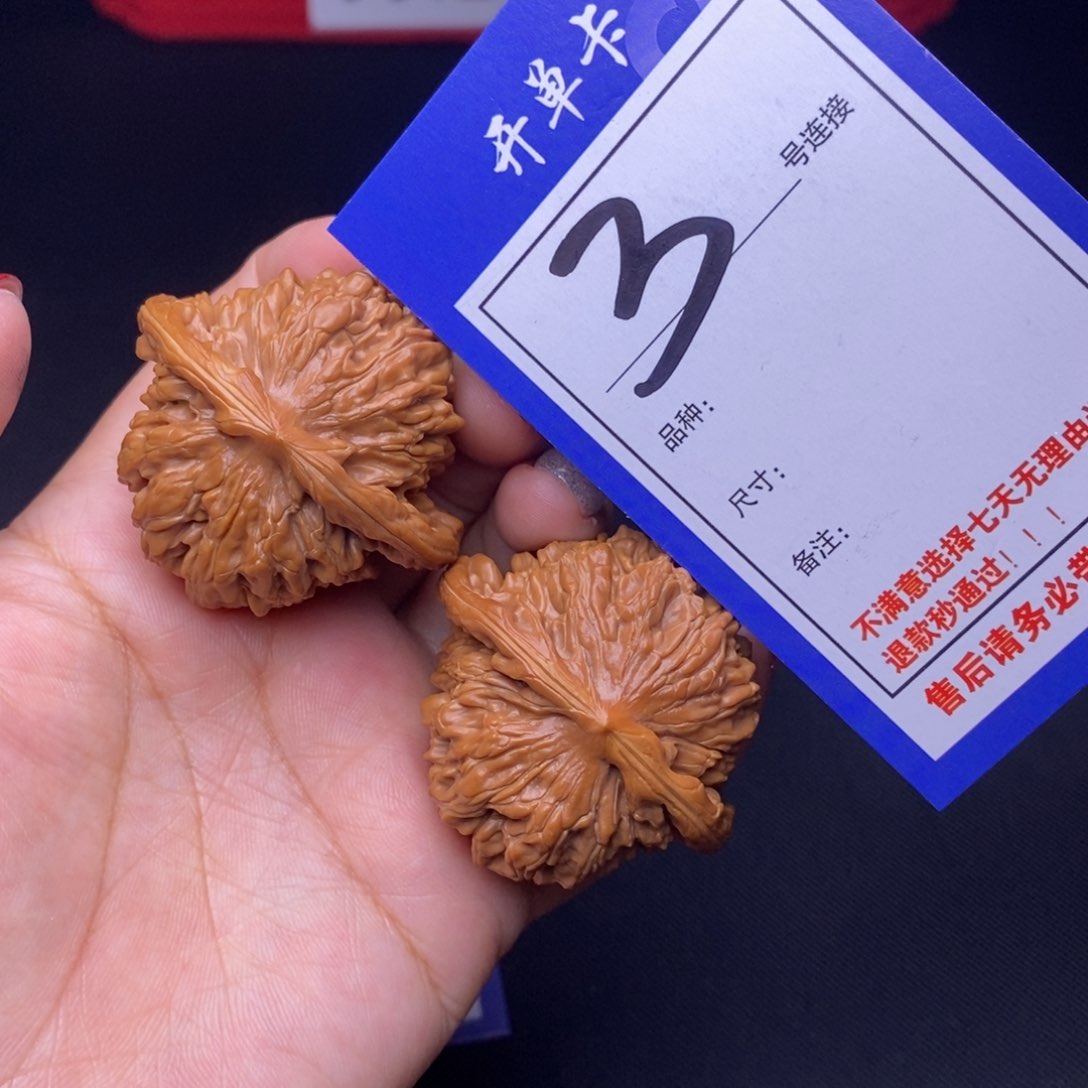 开单卡
3号连接
品种:
尺寸:
备注:
不满意选择七天无理由
退款秒通过!!!
售后请务必